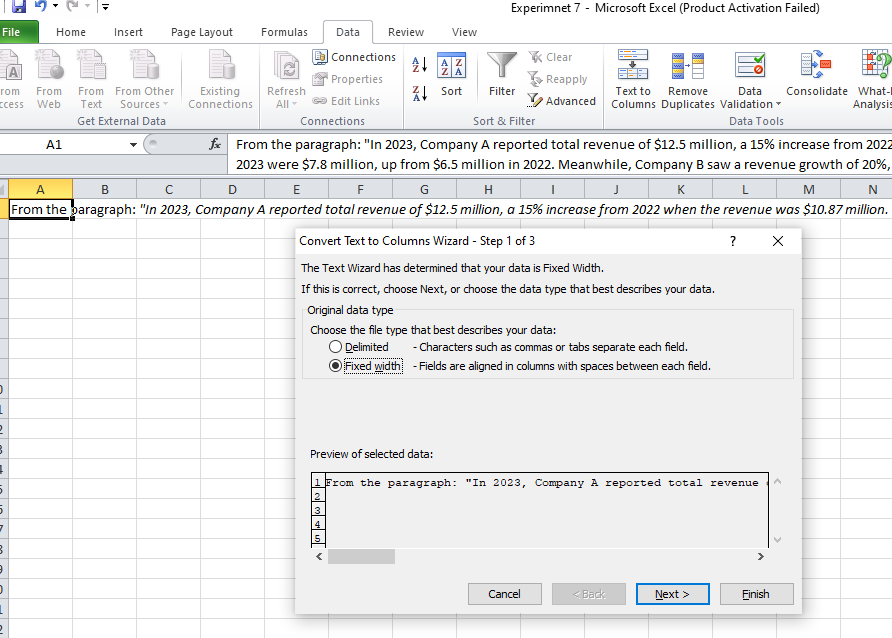 Experimnet 7 - Microsoft Excel (Product Activation Failed)
File Home Insert Page Layout Formulas Data Review View
From Web
From Text
From Other Sources
Existing Connections
Refresh All
Connections
Properties
Edit Links
Sort
Filter
Clear
Reapply
Advanced
Text to Columns
Remove Duplicates
Data Validation
Consolidate
Get External Data Connections Sort & Filter Data Tools
A1 fx From the paragraph: "In 2023, Company A reported total revenue of $12.5 million, a 15% increase from 2022
2023 were $7.8 million, up from $6.5 million in 2022. Meanwhile, Company B saw a revenue growth of 20%,
A B C D E F G H I J K L M N
From the paragraph: "In 2023, Company A reported total revenue of $12.5 million, a 15% increase from 2022 when the revenue was $10.87 million.
Convert Text to Columns Wizard - Step 1 of 3 ?
The Text Wizard has determined that your data is Fixed Width.
If this is correct, choose Next, or choose the data type that best describes your data.
Original data type
Choose the file type that best describes your data:
Delimited - Characters such as commas or tabs separate each field.
Fixed width - Fields are aligned in columns with spaces between each field.
Preview of selected data:
1 From the paragraph: "In 2023, Company A reported total revenue
2
3
4
5
Cancel < Back Next > Finish